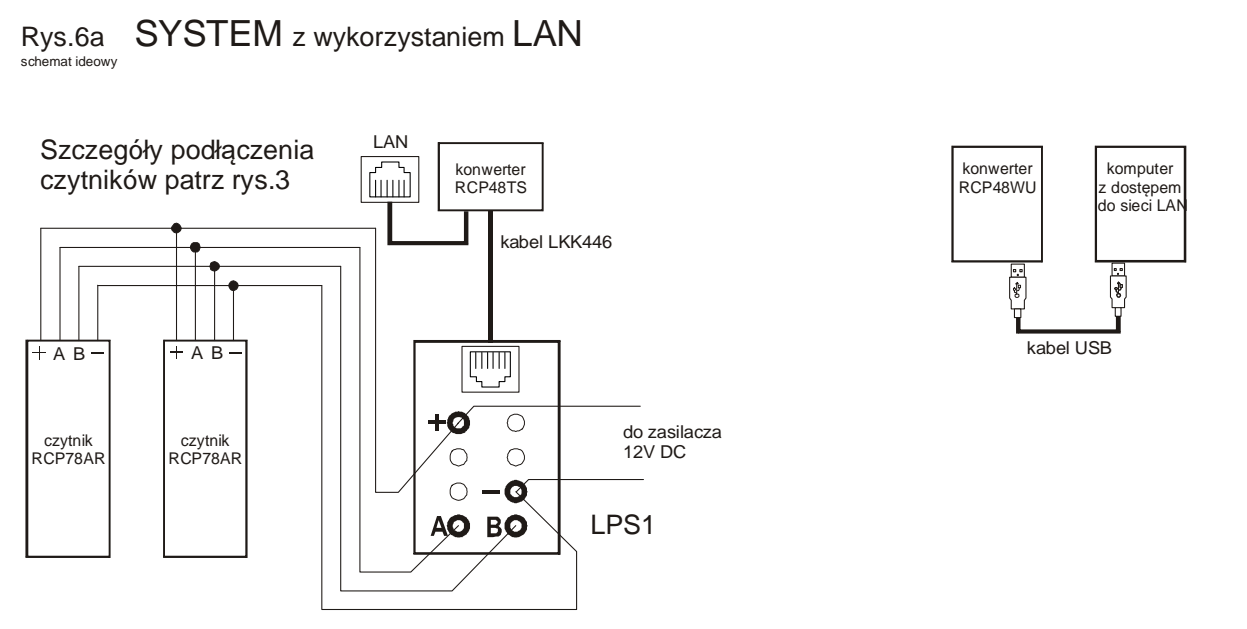 Rys.6a SYSTEM z wykorzystaniem LAN
schemat ideowy
Szczegóły podłączenia
czytników patrz rys.3
LAN
konwerter
RCP48TS
kabel LKK446
konwerter
RCP48WU
komputer
z dostępem
do sieci LAN
kabel USB
+ A B −
czytnik
RCP78AR
+ A B −
czytnik
RCP78AR
+
−
A B
do zasilacza
12V DC
LPS1